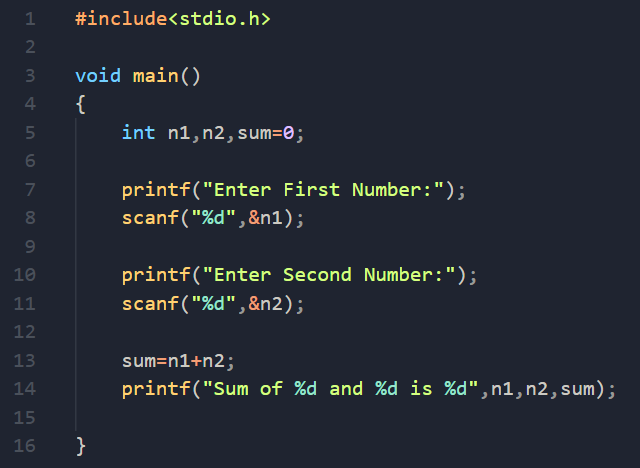 1 #include<stdio.h>
2
3 void main()
4 {
5 int n1,n2,sum=0;
6
7 printf("Enter First Number:");
8 scanf("%d",&n1);
9
10 printf("Enter Second Number:");
11 scanf("%d",&n2);
12
13 sum=n1+n2;
14 printf("Sum of %d and %d is %d",n1,n2,sum);
15
16 }